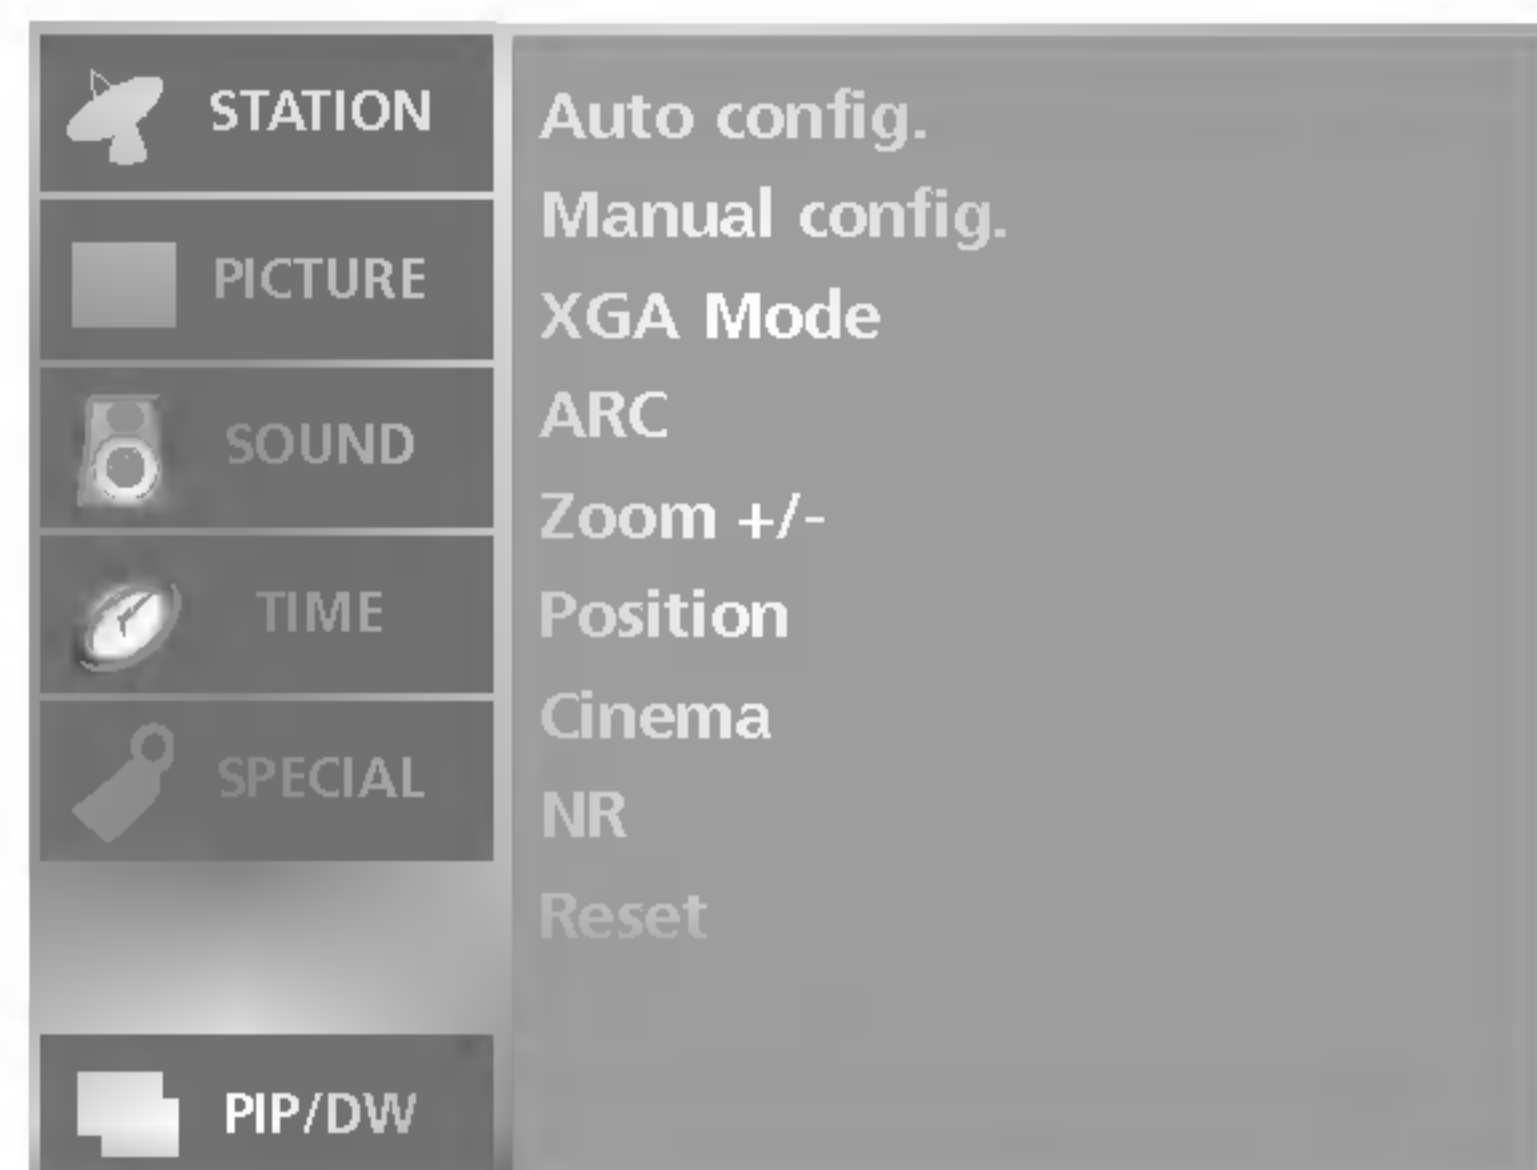 STATION
PICTURE
SOUND
TIME
SPECIAL
PIP/DW
Auto config.
Manual config.
XGA Mode
ARC
Zoom +/-
Position
Cinema
NR
Reset